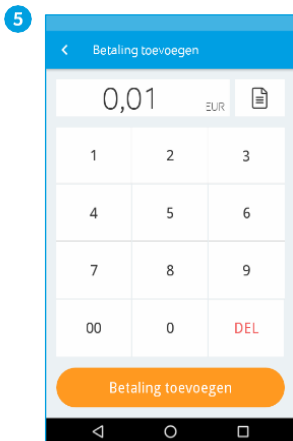 5
Betaling toevoegen
0,01 EUR
1 2 3
4 5 6
7 8 9
00 0 DEL
Betaling toevoegen